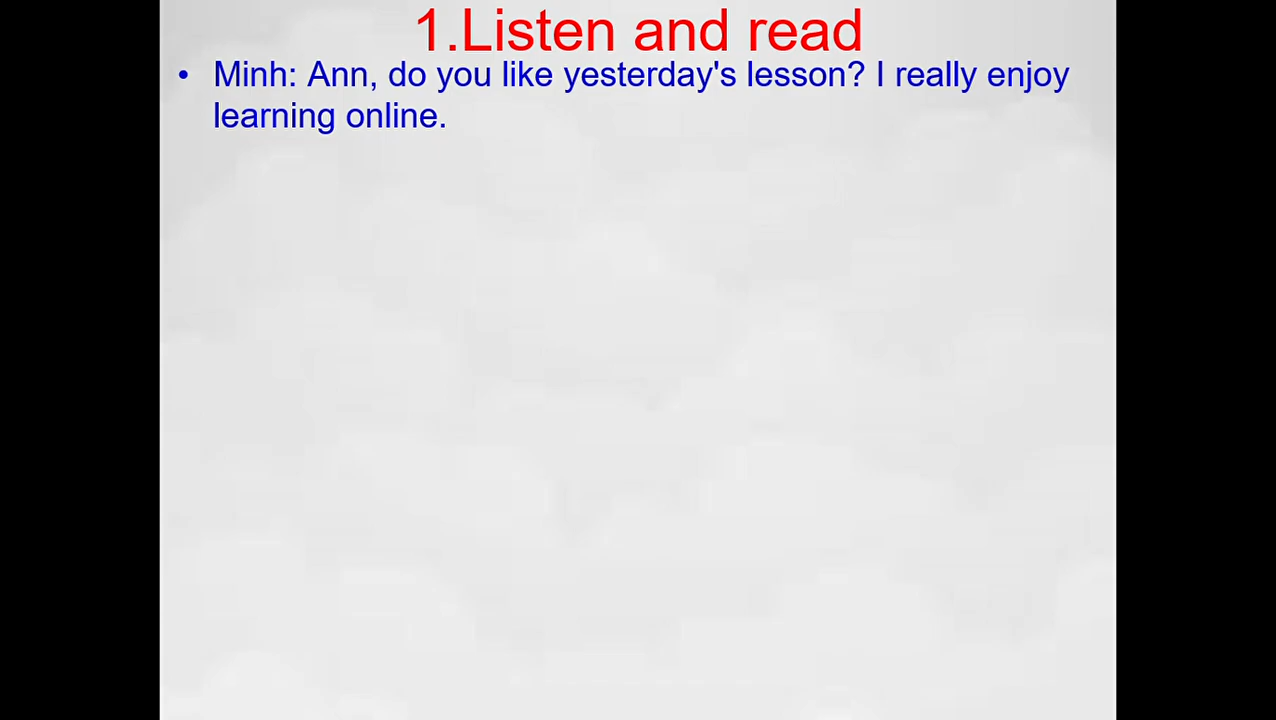 1.Listen and read
• Minh: Ann, do you like yesterday's lesson? I really enjoy
learning online.